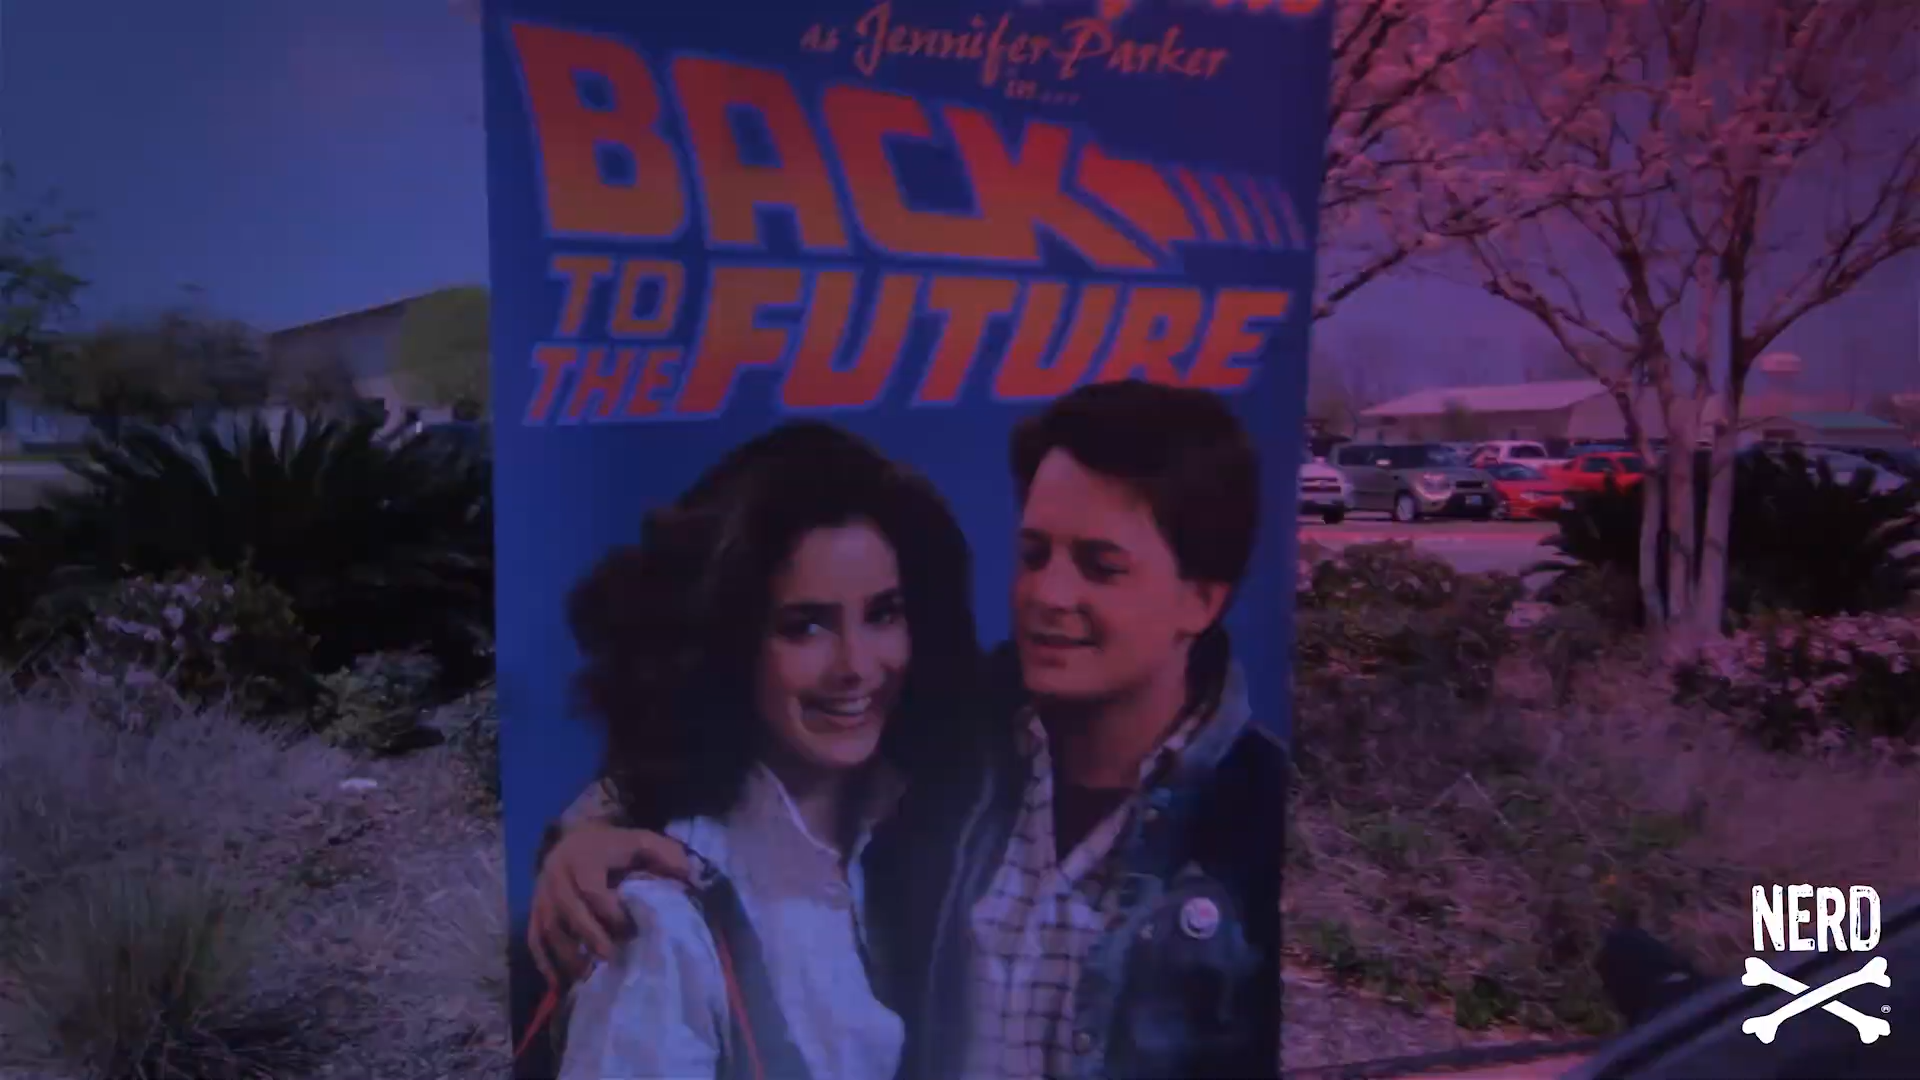 As Jennifer Parker
in...
BACK
TO
THE FUTURE
NERD